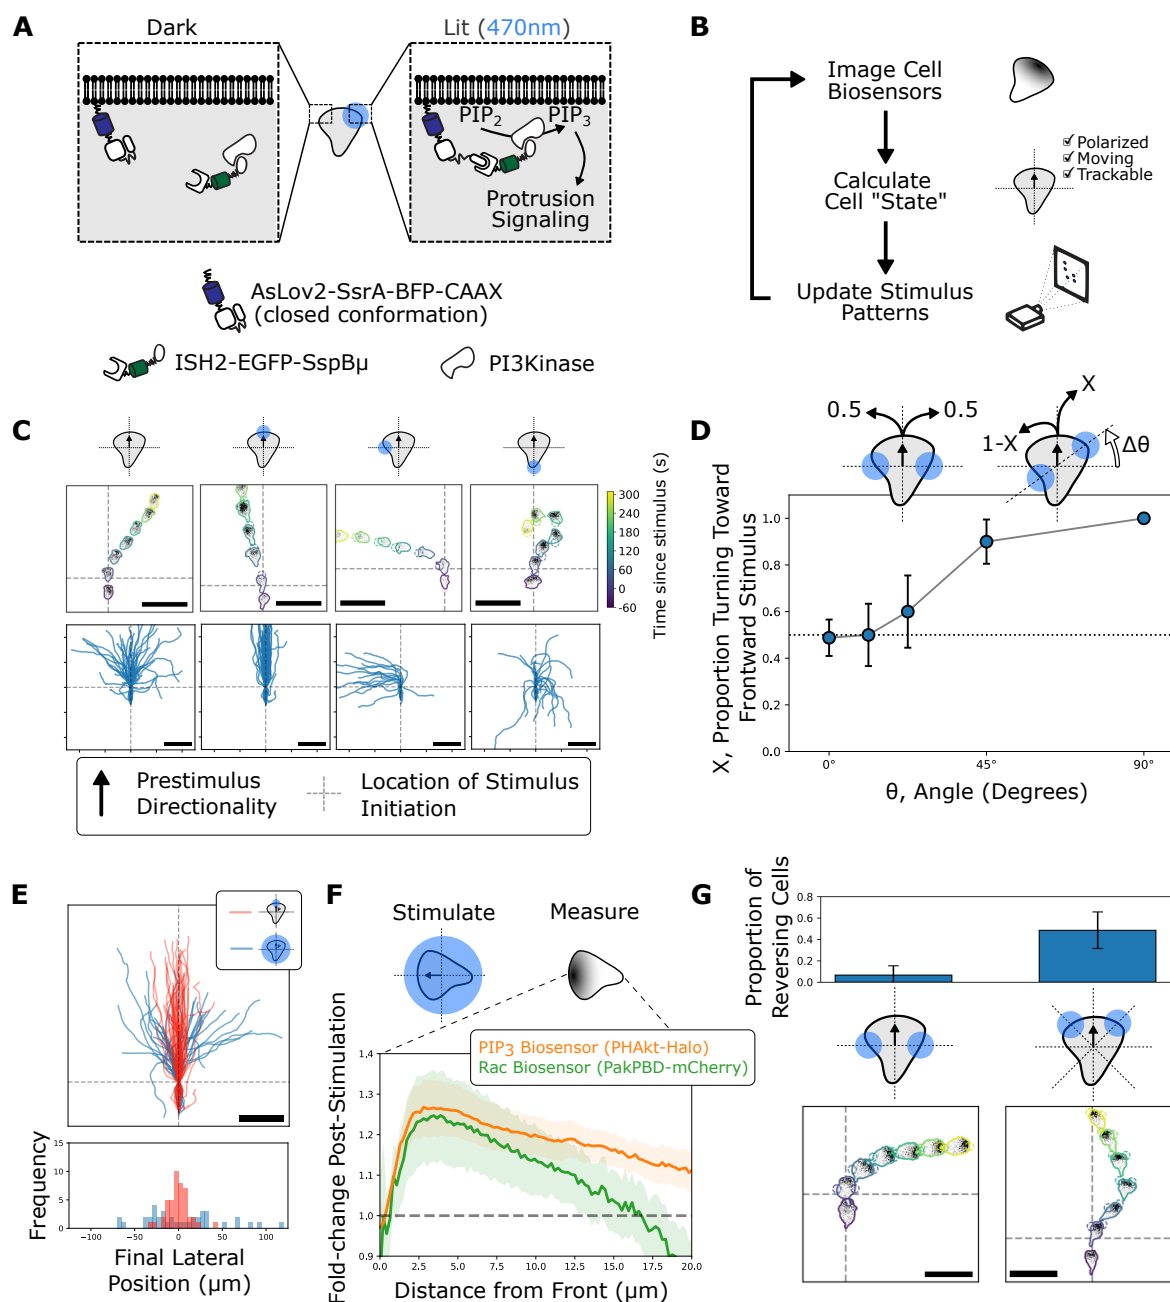 A
Dark
Lit (470nm)
PIP2
PIP3
Protrusion
Signaling
AsLov2-SsrA-BFP-CAAX
(closed conformation)
ISH2-EGFP-SspBμ
PI3Kinase
B
Image Cell
Biosensors
Calculate
Cell "State"
Polarized
Moving
Trackable
Update Stimulus
Patterns
C
Time since stimulus (s)
300
240
180
120
60
0
-60
Prestimulus
Directionality
Location of Stimulus
Initiation
D
0.5
0.5
X
1-X
Δθ
X, Proportion Turning Toward
Frontward Stimulus
1.0
0.8
0.6
0.4
0.2
0.0
0°
45°
90°
θ, Angle (Degrees)
E
Frequency
15
10
5
0
-100
-50
0
50
100
Final Lateral
Position (μm)
F
Stimulate
Measure
PIP3 Biosensor (PHAkt-Halo)
Rac Biosensor (PakPBD-mCherry)
Fold-change Post-Stimulation
1.4
1.3
1.2
1.1
1.0
0.9
0.0
2.5
5.0
7.5
10.0
12.5
15.0
17.5
20.0
Distance from Front (μm)
G
Proportion of
Reversing Cells
0.8
0.6
0.4
0.2
0.0